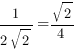 1/(2√2) = √2/4